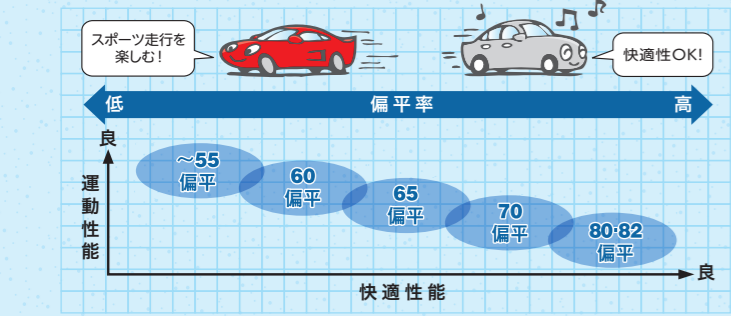 スポーツ走行を
楽しむ!
快適性OK!
低
偏平率
高
良
運動性能
~55
偏平
60
偏平
65
偏平
70
偏平
80·82
偏平
良
快適性能